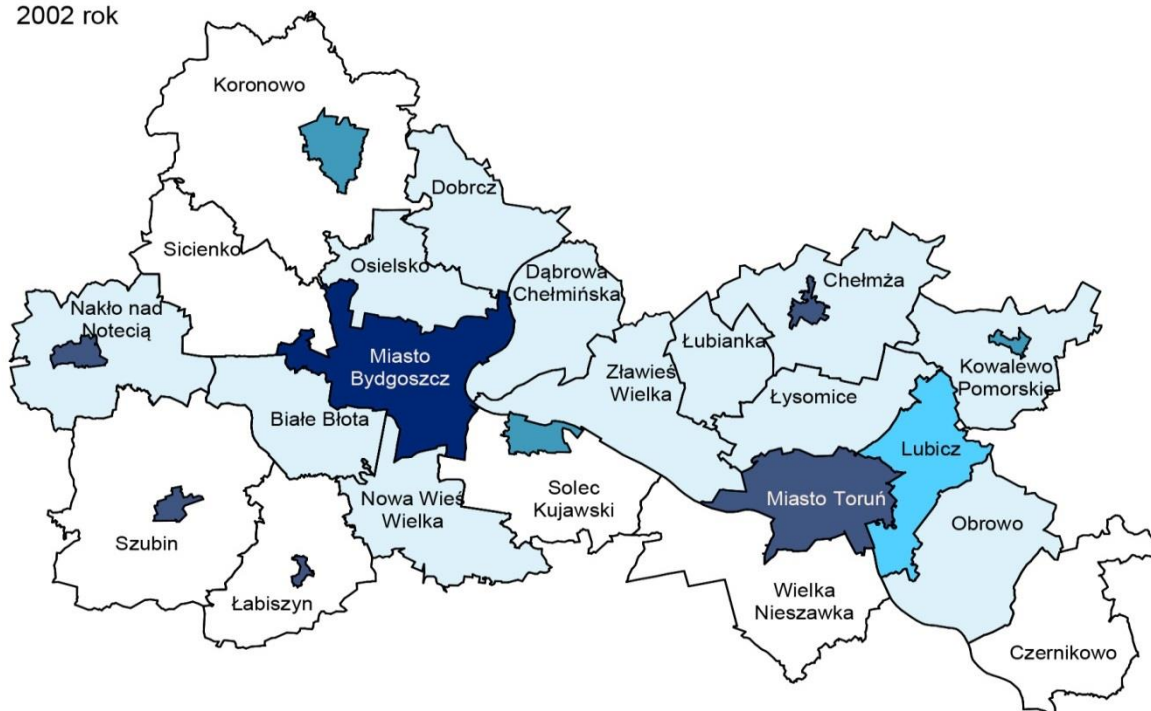 2002 rok
Koronowo
Dobrcz
Sicienko
Osielsko
Dąbrowa
Chełmińska
Chełmża
Nakło nad
Notecią
Miasto
Bydgoszcz
Łubianka
Zławieś
Wielka
Kowalewo
Pomorskie
Łysomice
Białe Błota
Lubicz
Nowa Wieś
Wielka
Solec
Kujawski
Miasto Toruń
Obrowo
Szubin
Łabiszyn
Wielka
Nieszawka
Czernikowo